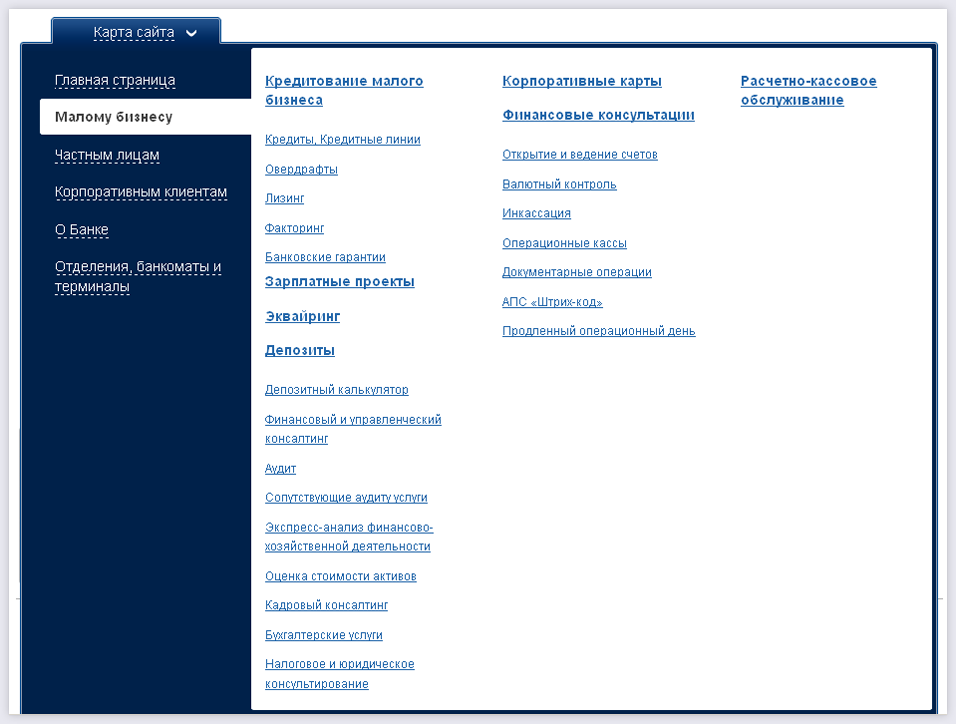 Карта сайта
Главная страница
Малому бизнесу
Частным лицам
Корпоративным клиентам
О Банке
Отделения, банкоматы и
терминалы
Кредитование малого
бизнеса
Кредиты, Кредитные линии
Овердрафты
Лизинг
Факторинг
Банковские гарантии
Зарплатные проекты
Эквайринг
Депозиты
Депозитный калькулятор
Финансовый и управленческий
консалтинг
Аудит
Сопутствующие аудиту услуги
Экспресс-анализ финансово-
хозяйственной деятельности
Оценка стоимости активов
Кадровый консалтинг
Бухгалтерские услуги
Налоговое и юридическое
консультирование
Корпоративные карты
Финансовые консультации
Открытие и ведение счетов
Валютный контроль
Инкассация
Операционные кассы
Документарные операции
АПС «Штрих-код»
Продленный операционный день
Расчетно-кассовое
обслуживание